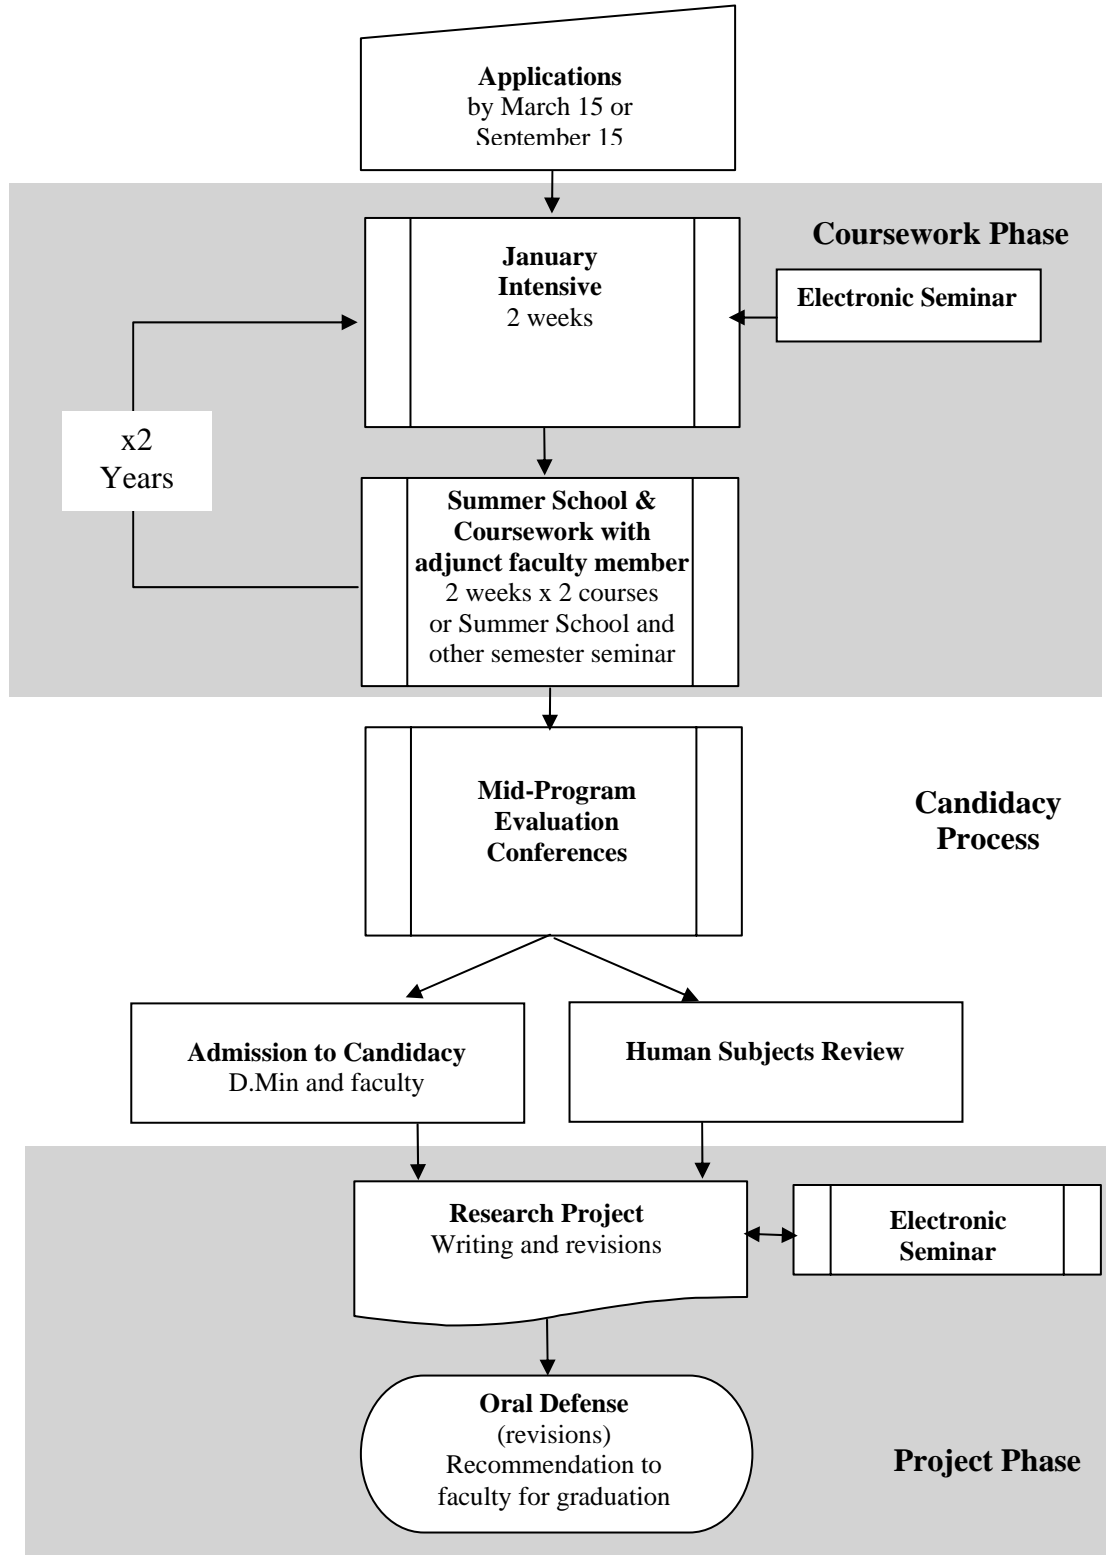 Applications
by March 15 or
September 15
Coursework Phase
January
Intensive
2 weeks
Electronic Seminar
x2
Years
Summer School &
Coursework with
adjunct faculty member
2 weeks x 2 courses
or Summer School and
other semester seminar
Mid-Program
Evaluation
Conferences
Candidacy
Process
Admission to Candidacy
D.Min and faculty
Human Subjects Review
Research Project
Writing and revisions
Electronic
Seminar
Oral Defense
(revisions)
Recommendation to
faculty for graduation
Project Phase